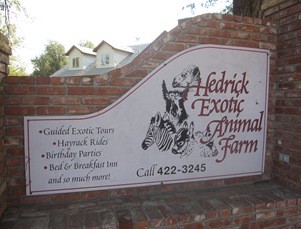 Hedrick
Exotic
Animal
Farm
•Guided Exotic Tours
•Hayrack Rides
•Birthday Parties
•Bed & Breakfast Inn
and so much more!
Call 422-3245